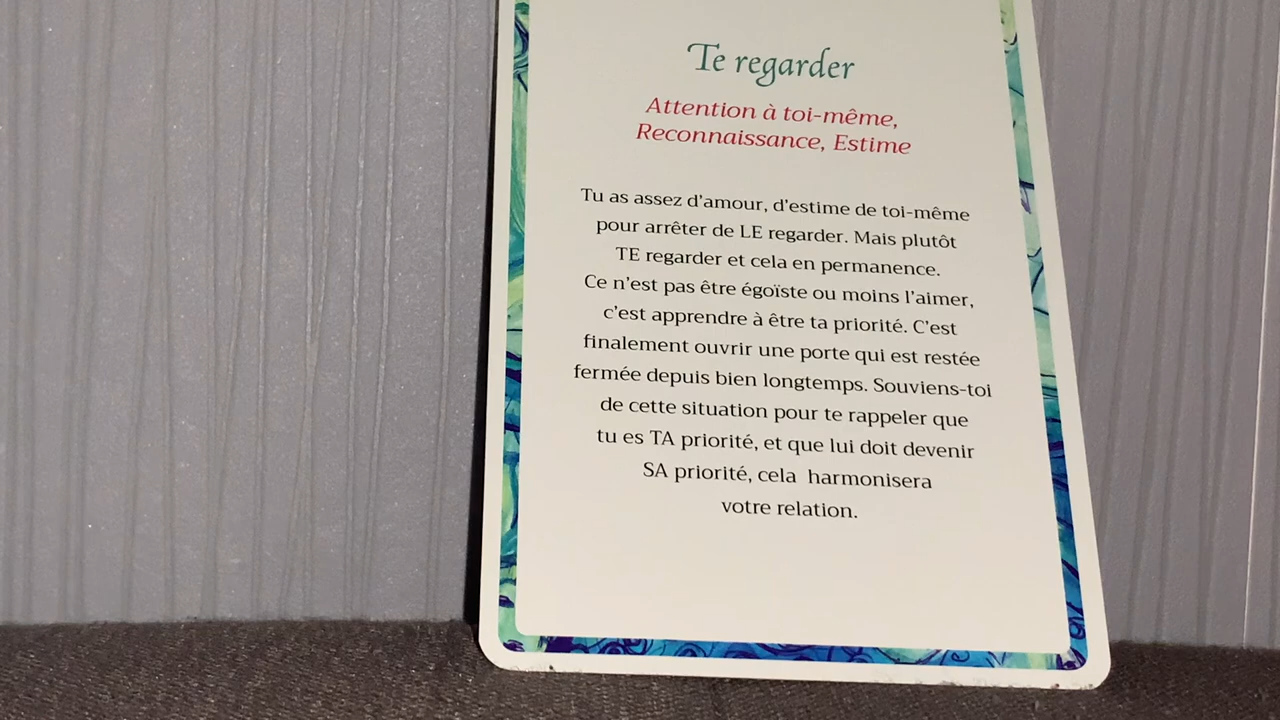 Te regarder
Attention à toi-même,
Reconnaissance, Estime
Tu as assez d'amour, d'estime de toi-même
pour arrêter de LE regarder. Mais plutôt
TE regarder et cela en permanence.
Ce n'est pas être égoïste ou moins l'aimer,
c'est apprendre à être ta priorité. C'est
finalement ouvrir une porte qui est restée
fermée depuis bien longtemps. Souviens-toi
de cette situation pour te rappeler que
tu es TA priorité, et que lui doit devenir
SA priorité, cela harmonisera
votre relation.